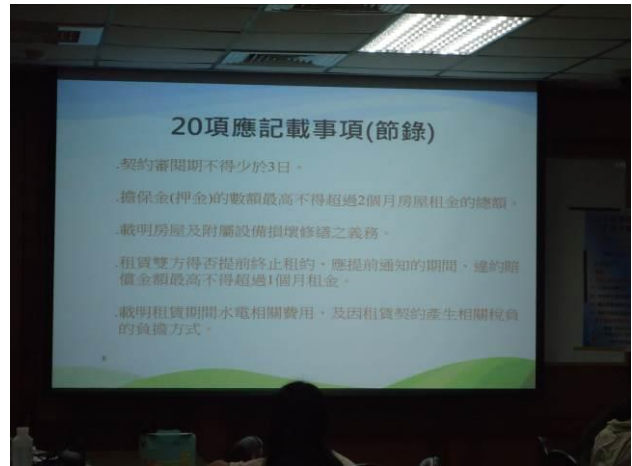 20項應記載事項(節錄)
.契約審閱期不得少於3日。
.擔保金(押金)的數額最高不得超過2個月房屋租金的總額。
.載明房屋及附屬設備損壞修繕之義務。
.租賃雙方得否提前終止租約、應提前通知的期間、違約賠
償金額最高不得超過1個月租金。
.載明租賃期間水電相關費用、及因租賃契約產生相關稅負
的負擔方式。